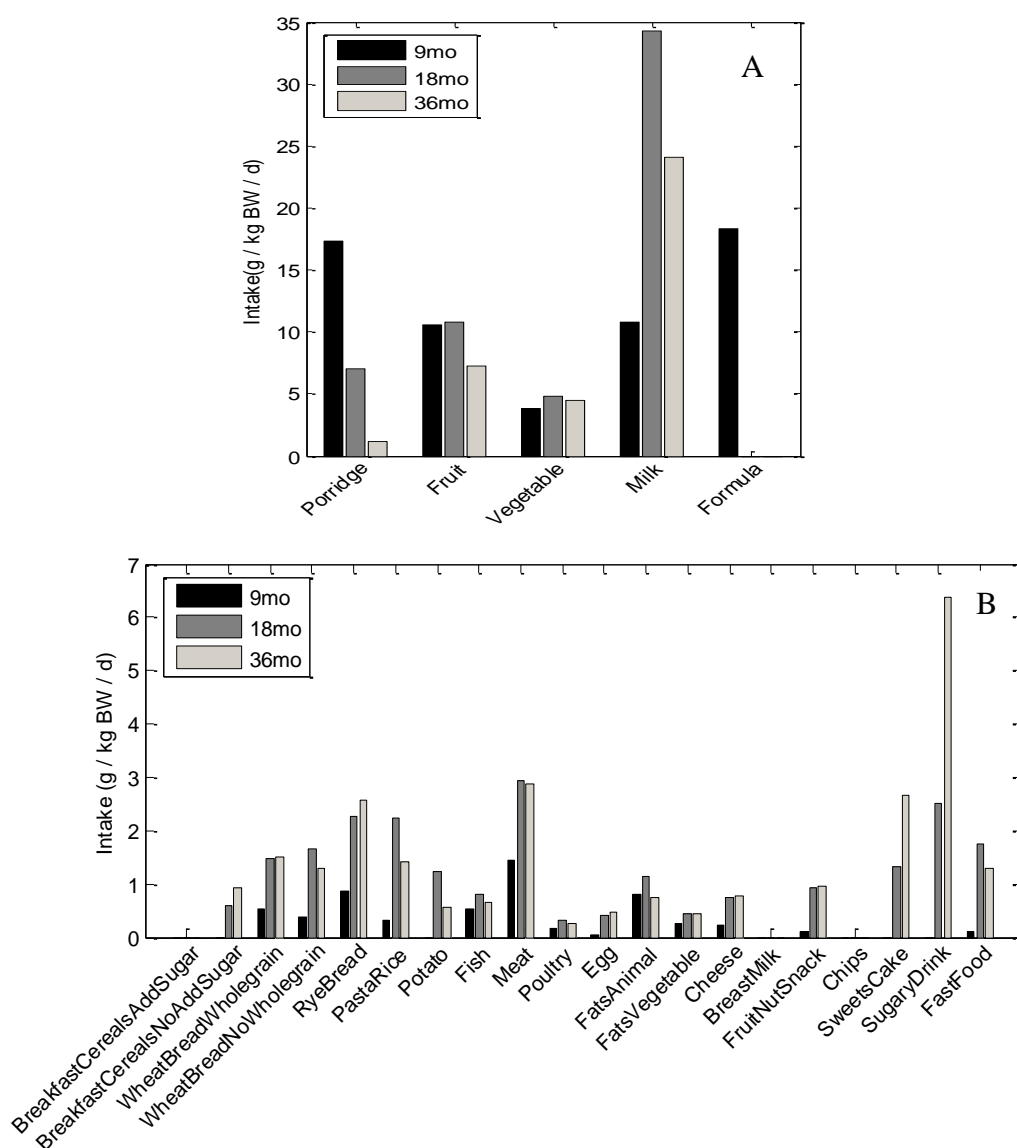 35
30
25
20
15
10
5
0
Intake(g / kg BW / d)
9mo
18mo
36mo
A
Porridge
Fruit
Vegetable
Milk
Formula
7
6
5
4
3
2
1
0
Intake (g / kg BW / d)
9mo
18mo
36mo
B
BreakfastCerealsAddSugar
BreakfastCerealsNoAddSugar
WheatBreadWholegrain
WheatBreadNoWholegrain
RyeBread
PastaRice
Potato
Fish
Meat
Poultry
Egg
FatsAnimal
FatsVegetable
Cheese
BreastMilk
FruitNutSnack
Chips
SweetsCake
SugaryDrink
FastFood